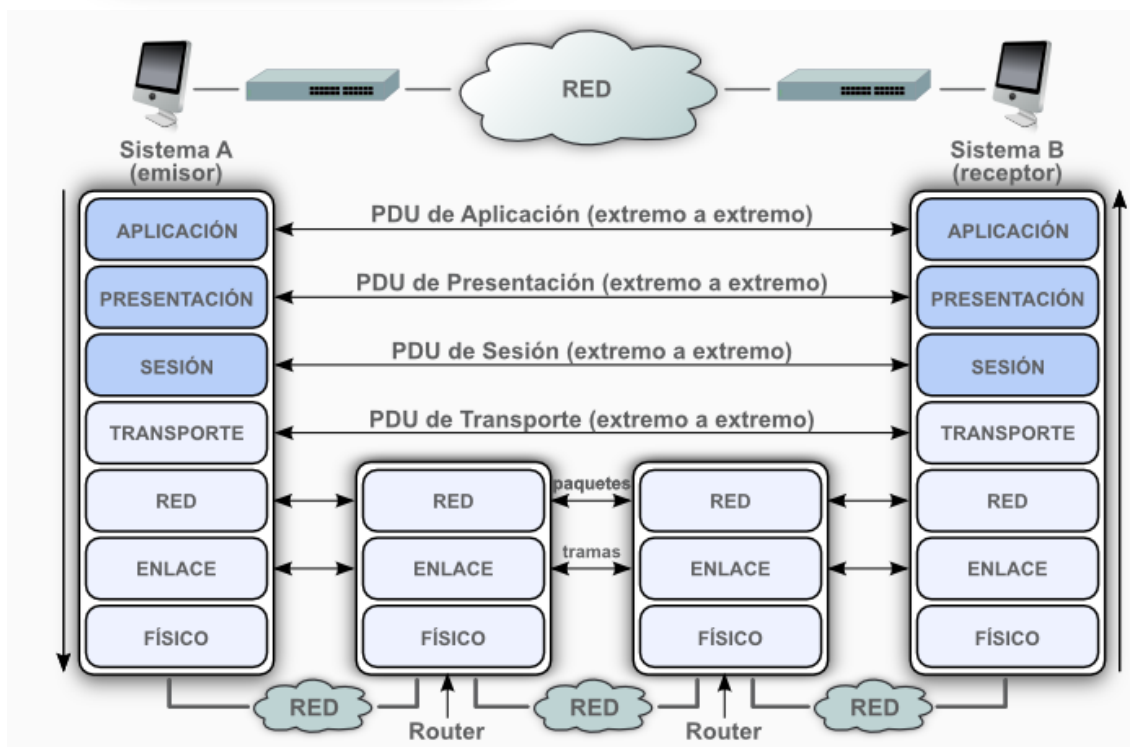 RED
Sistema A
(emisor)
Sistema B
(receptor)
APLICACIÓN
PDU de Aplicación (extremo a extremo)
APLICACIÓN
PRESENTACIÓN
PDU de Presentación (extremo a extremo)
PRESENTACIÓN
SESIÓN
PDU de Sesión (extremo a extremo)
SESIÓN
TRANSPORTE
PDU de Transporte (extremo a extremo)
TRANSPORTE
RED
RED
paquetes
RED
RED
ENLACE
ENLACE
tramas
ENLACE
ENLACE
FÍSICO
FÍSICO
FÍSICO
FÍSICO
RED
Router
RED
Router
RED